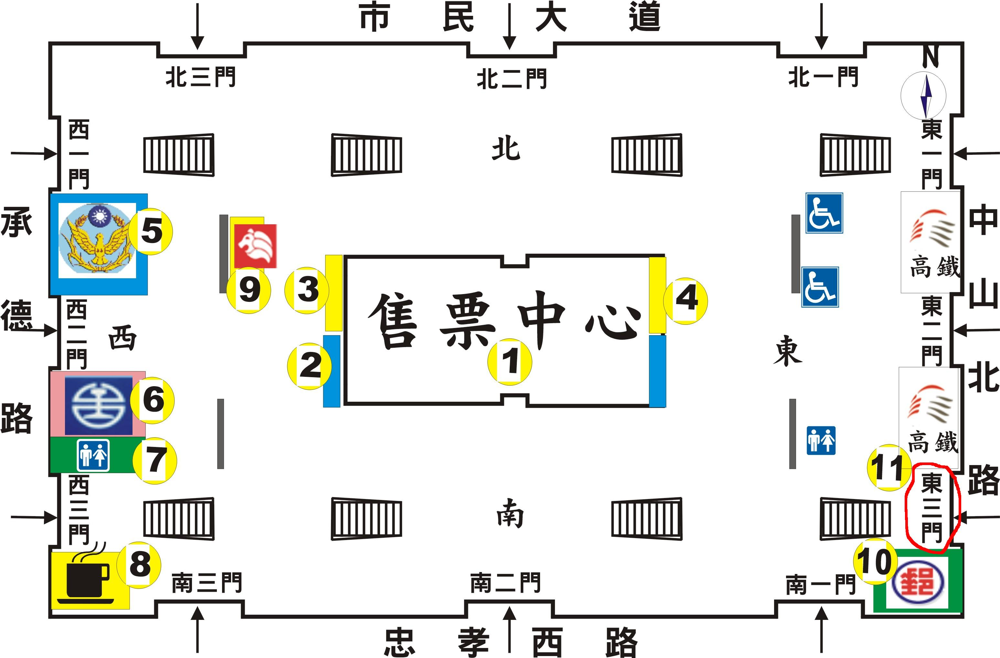 市民大道
北三門
北二門
北一門
N
西一門
北
東一門
承德路
中山北路
5
9
3
4
高鐵
售票中心
西二門
東二門
西
東
2
1
6
高鐵
7
11
西三門
東三門
南
8
10
郵
南三門
南二門
南一門
忠孝西路